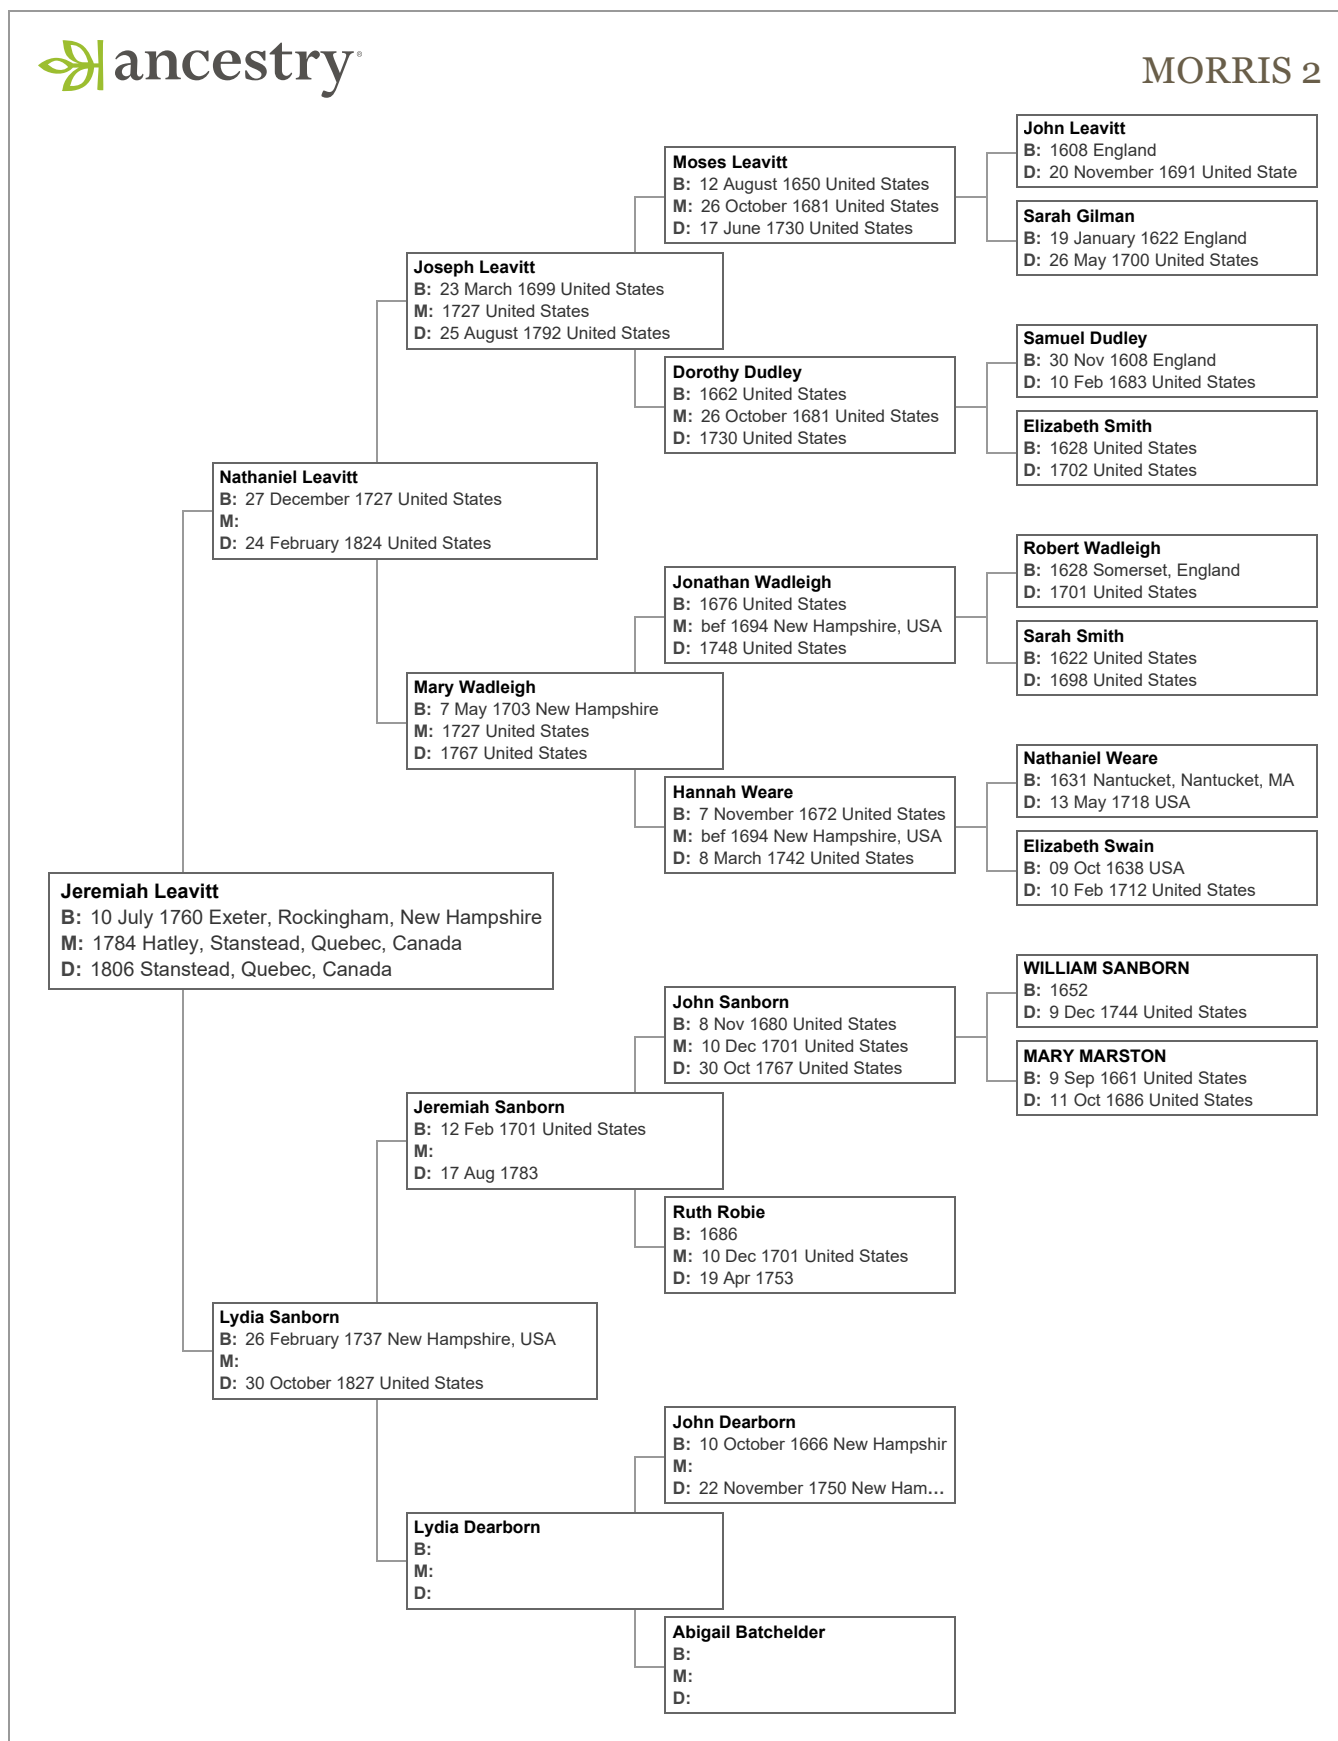 ancestry
MORRIS 2
John Leavitt
B: 1608 England
D: 20 November 1691 United State
Moses Leavitt
B: 12 August 1650 United States
M: 26 October 1681 United States
D: 17 June 1730 United States
Sarah Gilman
B: 19 January 1622 England
D: 26 May 1700 United States
Joseph Leavitt
B: 23 March 1699 United States
M: 1727 United States
D: 25 August 1792 United States
Samuel Dudley
B: 30 Nov 1608 England
D: 10 Feb 1683 United States
Dorothy Dudley
B: 1662 United States
M: 26 October 1681 United States
D: 1730 United States
Elizabeth Smith
B: 1628 United States
D: 1702 United States
Nathaniel Leavitt
B: 27 December 1727 United States
M:
D: 24 February 1824 United States
Robert Wadleigh
B: 1628 Somerset, England
D: 1701 United States
Jonathan Wadleigh
B: 1676 United States
M: bef 1694 New Hampshire, USA
D: 1748 United States
Sarah Smith
B: 1622 United States
D: 1698 United States
Mary Wadleigh
B: 7 May 1703 New Hampshire
M: 1727 United States
D: 1767 United States
Nathaniel Weare
B: 1631 Nantucket, Nantucket, MA
D: 13 May 1718 USA
Hannah Weare
B: 7 November 1672 United States
M: bef 1694 New Hampshire, USA
D: 8 March 1742 United States
Elizabeth Swain
B: 09 Oct 1638 USA
D: 10 Feb 1712 United States
Jeremiah Leavitt
B: 10 July 1760 Exeter, Rockingham, New Hampshire
M: 1784 Hatley, Stanstead, Quebec, Canada
D: 1806 Stanstead, Quebec, Canada
WILLIAM SANBORN
B: 1652
D: 9 Dec 1744 United States
John Sanborn
B: 8 Nov 1680 United States
M: 10 Dec 1701 United States
D: 30 Oct 1767 United States
MARY MARSTON
B: 9 Sep 1661 United States
D: 11 Oct 1686 United States
Jeremiah Sanborn
B: 12 Feb 1701 United States
M:
D: 17 Aug 1783
Ruth Robie
B: 1686
M: 10 Dec 1701 United States
D: 19 Apr 1753
Lydia Sanborn
B: 26 February 1737 New Hampshire, USA
M:
D: 30 October 1827 United States
John Dearborn
B: 10 October 1666 New Hampshir
M:
D: 22 November 1750 New Ham…
Lydia Dearborn
B:
M:
D:
Abigail Batchelder
B:
M:
D: